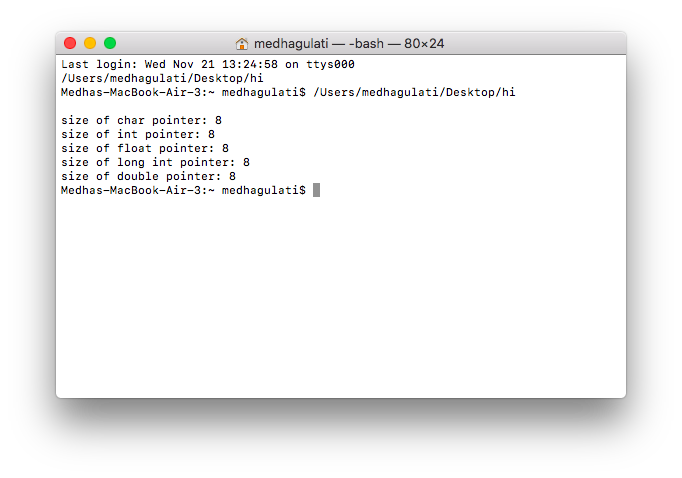 medhagulati — -bash — 80×24
Last login: Wed Nov 21 13:24:58 on ttys000
/Users/medhagulati/Desktop/hi
Medhas-MacBook-Air-3:~ medhagulati$ /Users/medhagulati/Desktop/hi
size of char pointer: 8
size of int pointer: 8
size of float pointer: 8
size of long int pointer: 8
size of double pointer: 8
Medhas-MacBook-Air-3:~ medhagulati$